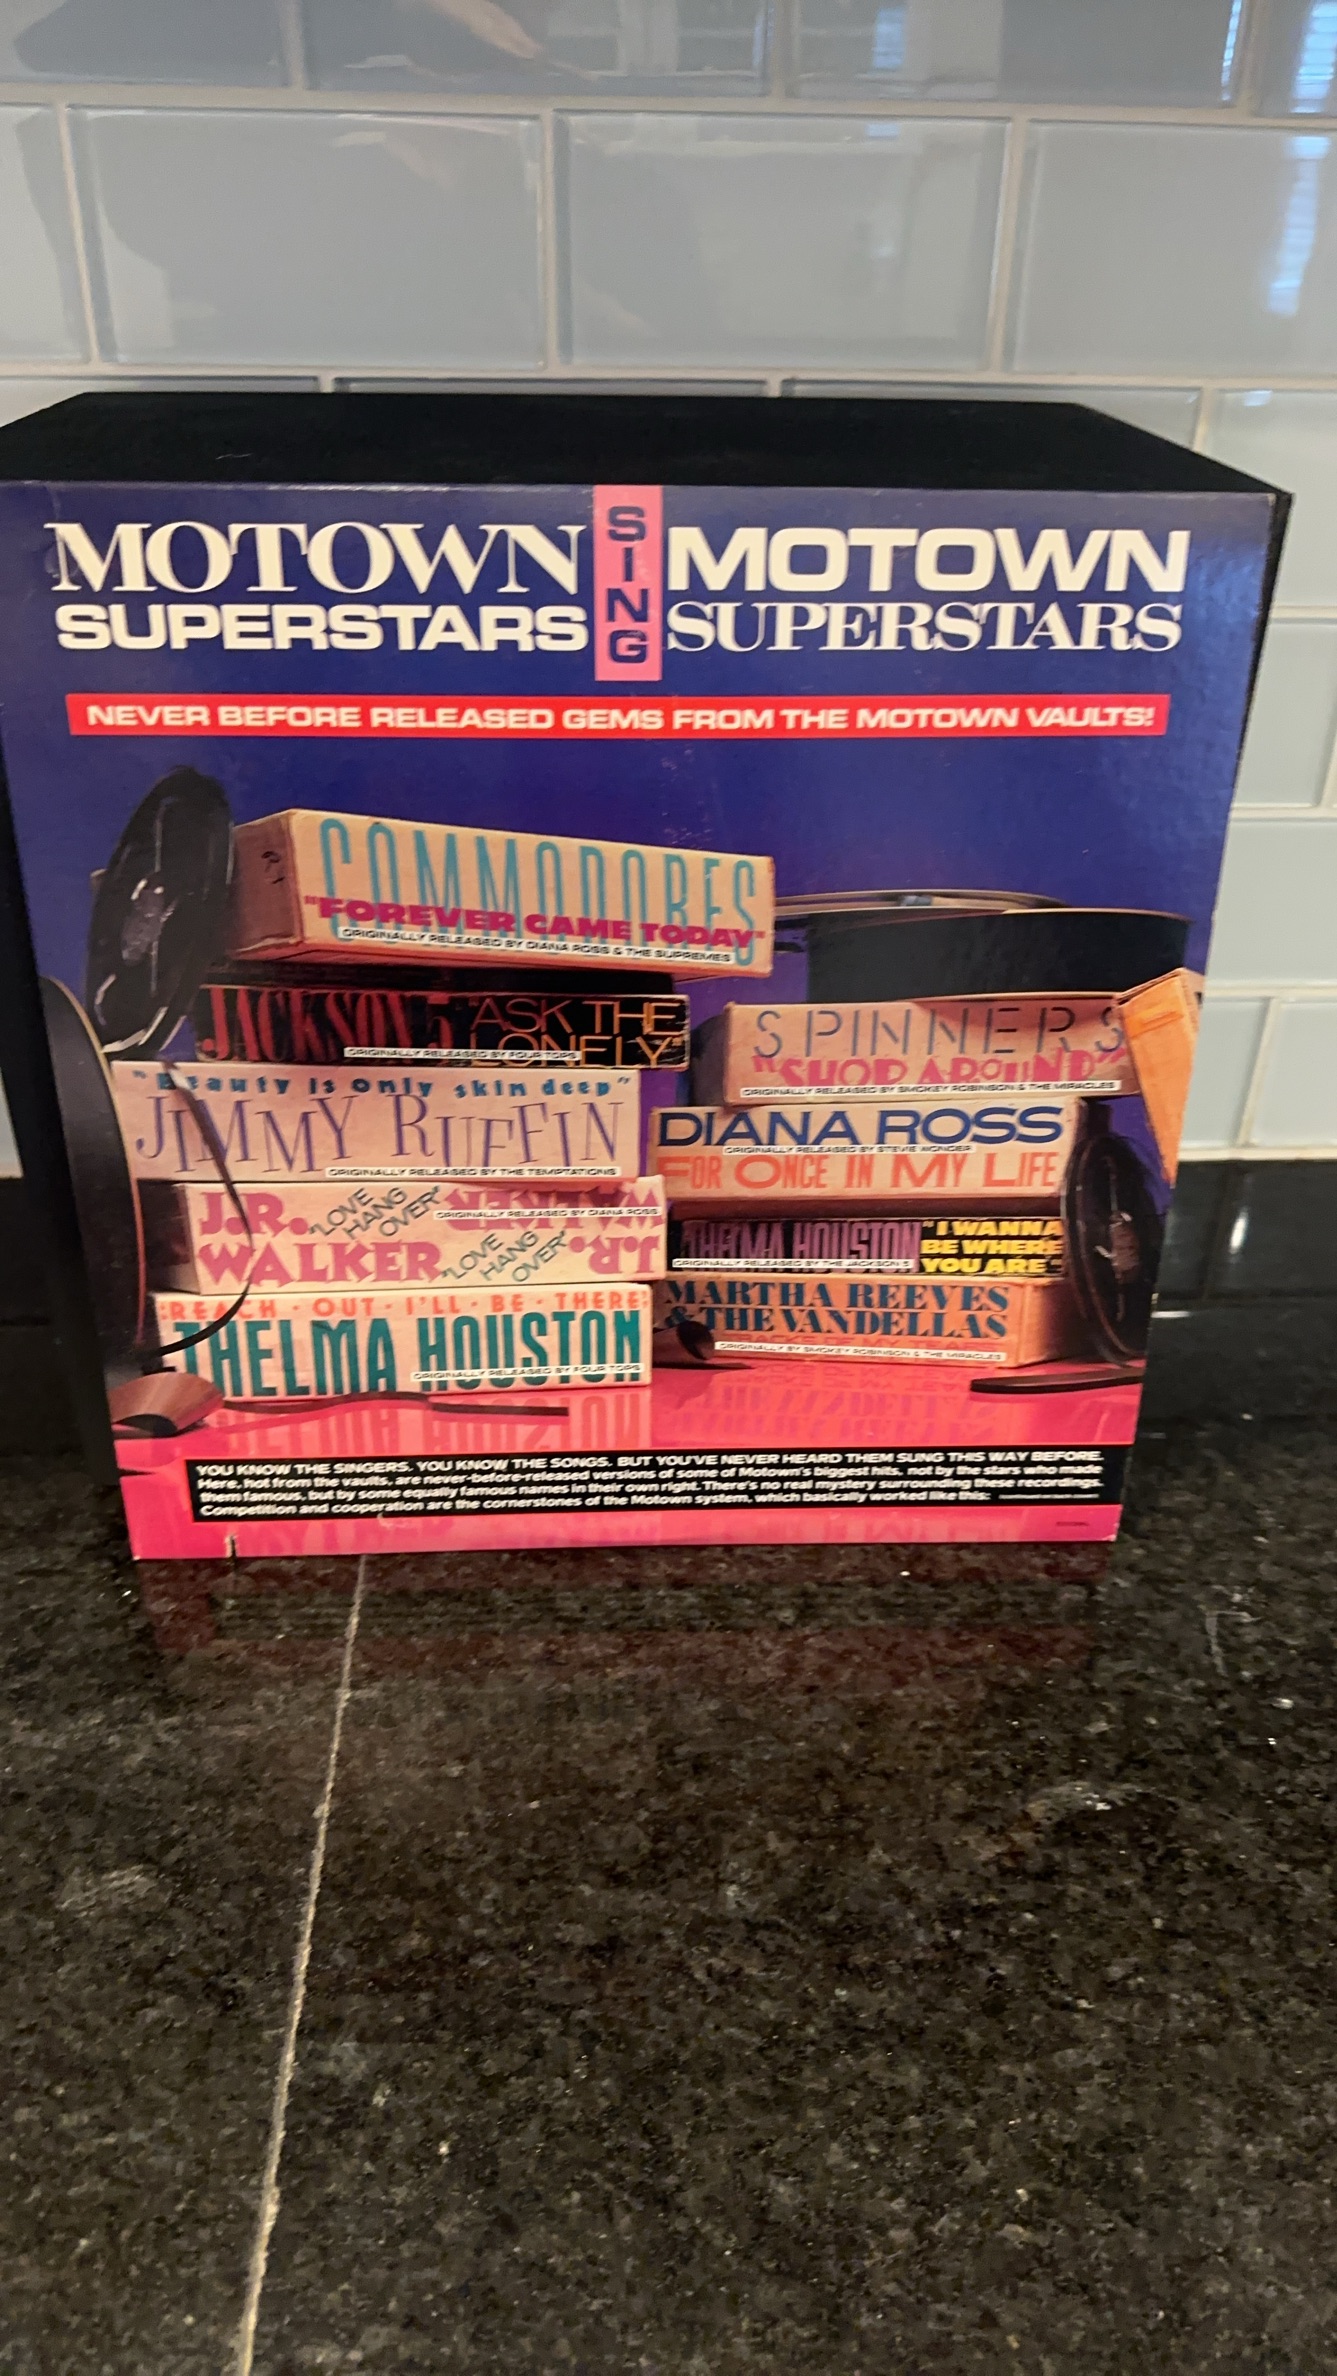 MOTOWN SUPERSTARS
SING
MOTOWN SUPERSTARS
NEVER BEFORE RELEASED GEMS FROM THE MOTOWN VAULTS!
COMMODORES
"FOREVER CAME TODAY"
ORIGINALLY RELEASED BY DIANA ROSS & THE SUPREMES
JACKSON 5 "ASK THE LONELY"
ORIGINALLY RELEASED BY FOUR TOPS
"Beauty is only skin deep"
JIMMY RUFFIN
ORIGINALLY RELEASED BY THE TEMPTATIONS
J.R. WALKER
"LOVE HANG OVER"
ORIGINALLY RELEASED BY DIANA ROSS
"LOVE HANG OVER"
J.R. WALKER
REACH · OUT · I'LL · BE · THERE
THELMA HOUSTON
ORIGINALLY RELEASED BY FOUR TOPS
SPINNERS
"SHOP AROUND"
ORIGINALLY RELEASED BY SMOKEY ROBINSON & THE MIRACLES
DIANA ROSS
ORIGINALLY RELEASED BY STEVIE WONDER
FOR ONCE IN MY LIFE
THELMA HOUSTON
ORIGINALLY RELEASED BY THE JACKSON 5
"I WANNA
BE WHERE
YOU ARE"
MARTHA REEVES
& THE VANDELLAS
ORIGINALLY BY SMOKEY ROBINSON & THE MIRACLES
YOU KNOW THE SINGERS. YOU KNOW THE SONGS. BUT YOU'VE NEVER HEARD THEM SUNG THIS WAY BEFORE.
Here, hot from the vaults, are never-before-released versions of some of Motown's biggest hits, not by the stars who made
them famous, but by some equally famous names in their own right. There's no real mystery surrounding these recordings.
Competition and cooperation are the cornerstones of the Motown system, which basically worked like this: